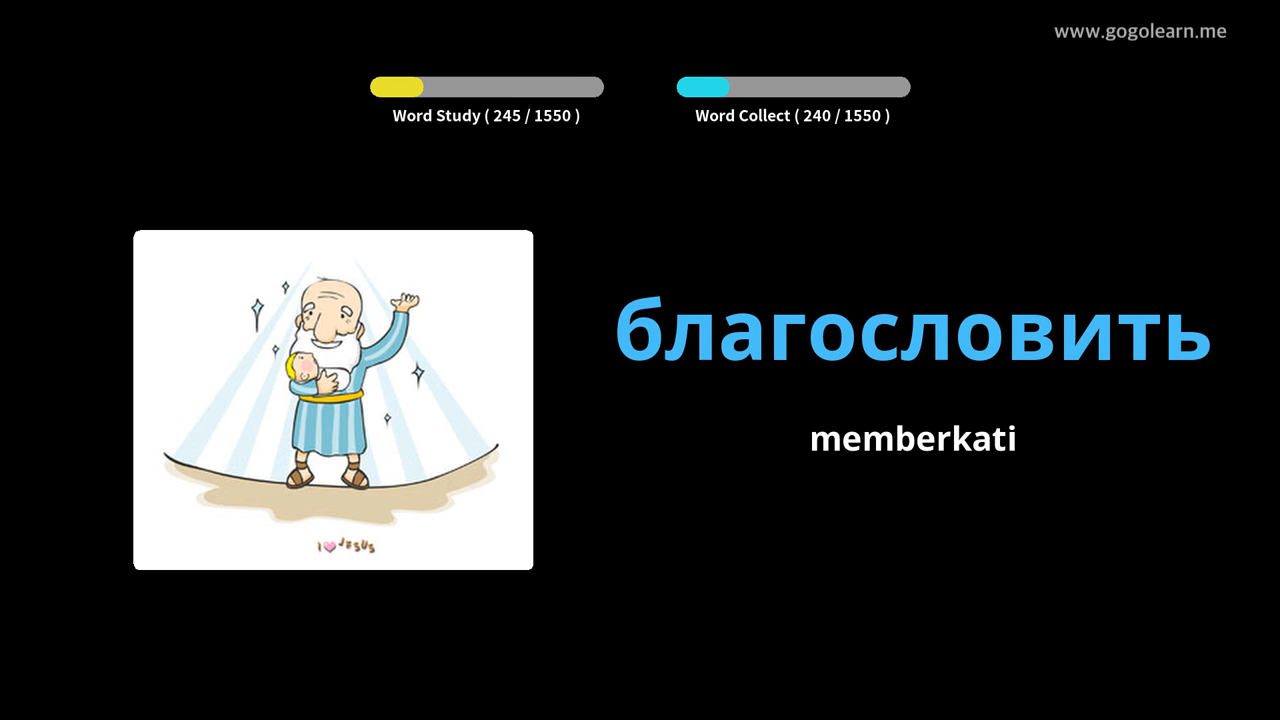 www.gogolearn.me
Word Study ( 245 / 1550 )
Word Collect ( 240 / 1550 )
благословить
memberkati
I JESUS